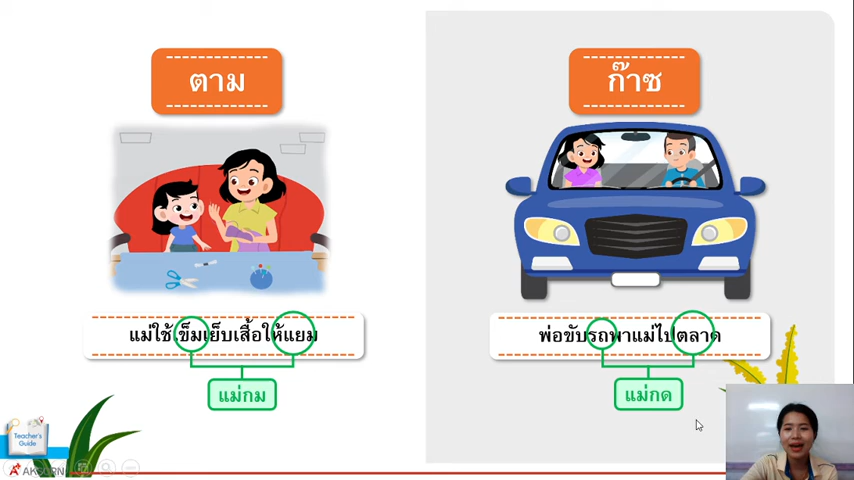 ตาม
แม่ใช้เข็มเย็บเสื้อให้แยม
แม่กม
ก๊าซ
พ่อขับรถพาแม่ไปตลาด
แม่กด
Teacher's
Guide
AKSORN